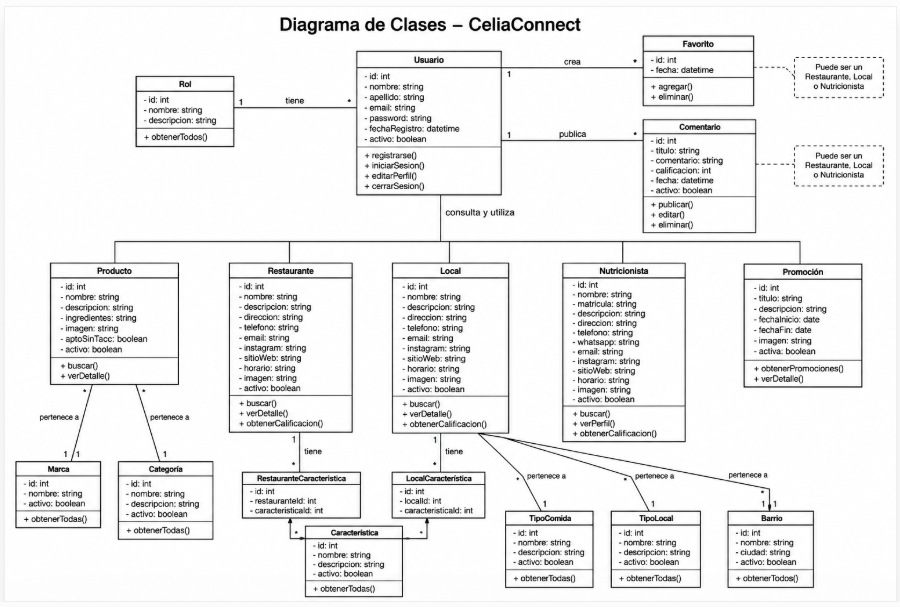 Diagrama de Clases – CeliaConnect
Rol
- id: int
- nombre: string
- descripcion: string
+ obtenerTodos()
1
tiene
*
Usuario
- id: int
- nombre: string
- apellido: string
- email: string
- password: string
- fechaRegistro: datetime
- activo: boolean
+ registrarse()
+ iniciarSesion()
+ editarPerfil()
+ cerrarSesion()
1
crea
*
Favorito
- id: int
- fecha: datetime
+ agregar()
+ eliminar()
Puede ser un
Restaurante, Local
o Nutricionista
1
publica
*
Comentario
- id: int
- titulo: string
- comentario: string
- calificacion: int
- fecha: datetime
- activo: boolean
+ publicar()
+ editar()
+ eliminar()
Puede ser un
Restaurante, Local
o Nutricionista
consulta y utiliza
Producto
- id: int
- nombre: string
- descripcion: string
- ingredientes: string
- imagen: string
- aptoSinTacc: boolean
- activo: boolean
+ buscar()
+ verDetalle()
Restaurante
- id: int
- nombre: string
- descripcion: string
- direccion: string
- telefono: string
- email: string
- instagram: string
- sitioWeb: string
- horario: string
- imagen: string
- activo: boolean
+ buscar()
+ verDetalle()
+ obtenerCalificacion()
Local
- id: int
- nombre: string
- descripcion: string
- direccion: string
- telefono: string
- email: string
- instagram: string
- sitioWeb: string
- horario: string
- imagen: string
- activo: boolean
+ buscar()
+ verDetalle()
+ obtenerCalificacion()
Nutricionista
- id: int
- nombre: string
- matricula: string
- descripcion: string
- direccion: string
- telefono: string
- whatsapp: string
- email: string
- instagram: string
- sitioWeb: string
- horario: string
- imagen: string
- activo: boolean
+ buscar()
+ verPerfil()
+ obtenerCalificacion()
Promoción
- id: int
- titulo: string
- descripcion: string
- fechaInicio: date
- fechaFin: date
- imagen: string
- activa: boolean
+ obtenerPromociones()
+ verDetalle()
* *
pertenece a pertenece a
1 1 1
Marca
- id: int
- nombre: string
- activo: boolean
+ obtenerTodas()
Categoría
- id: int
- nombre: string
- descripcion: string
- activo: boolean
+ obtenerTodas()
1
tiene
*
RestauranteCaracterística
- id: int
- restauranteId: int
- caracteristicaId: int
1
tiene
*
LocalCaracterística
- id: int
- localId: int
- caracteristicaId: int
* *
Característica
- id: int
- nombre: string
- descripcion: string
- activo: boolean
+ obtenerTodas()
* pertenece a
1
TipoComida
- id: int
- nombre: string
- descripcion: string
- activo: boolean
+ obtenerTodas()
* pertenece a
1
TipoLocal
- id: int
- nombre: string
- descripcion: string
- activo: boolean
+ obtenerTodas()
pertenece a
*
1 1
Barrio
- id: int
- nombre: string
- ciudad: string
- activo: boolean
+ obtenerTodos()